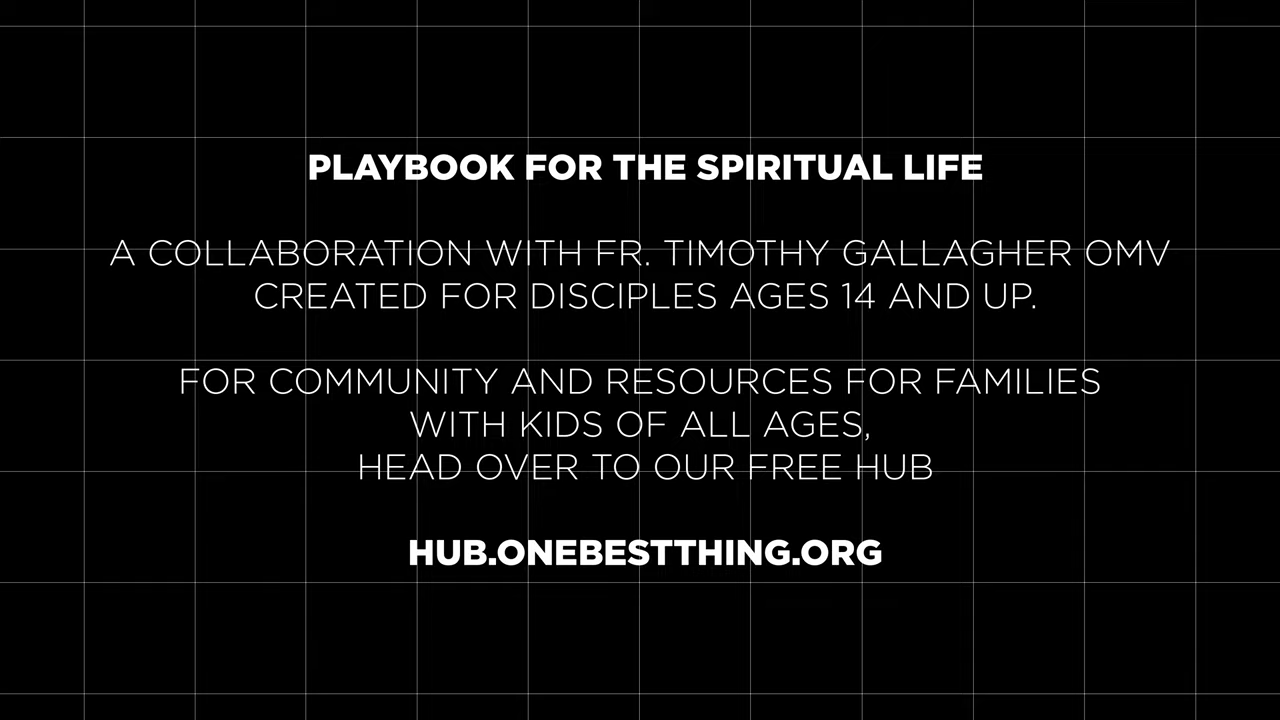 PLAYBOOK FOR THE SPIRITUAL LIFE
A COLLABORATION WITH FR. TIMOTHY GALLAGHER OMV
CREATED FOR DISCIPLES AGES 14 AND UP.
FOR COMMUNITY AND RESOURCES FOR FAMILIES
WITH KIDS OF ALL AGES,
HEAD OVER TO OUR FREE HUB
HUB.ONEBESTTHING.ORG